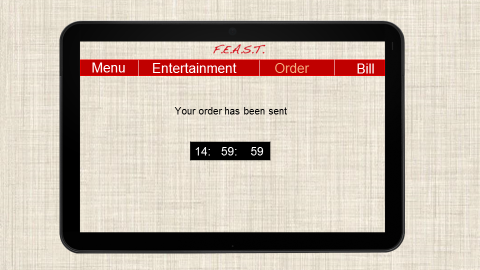 F.E.A.S.T.
Menu Entertainment Order Bill
Your order has been sent
14: 59: 59